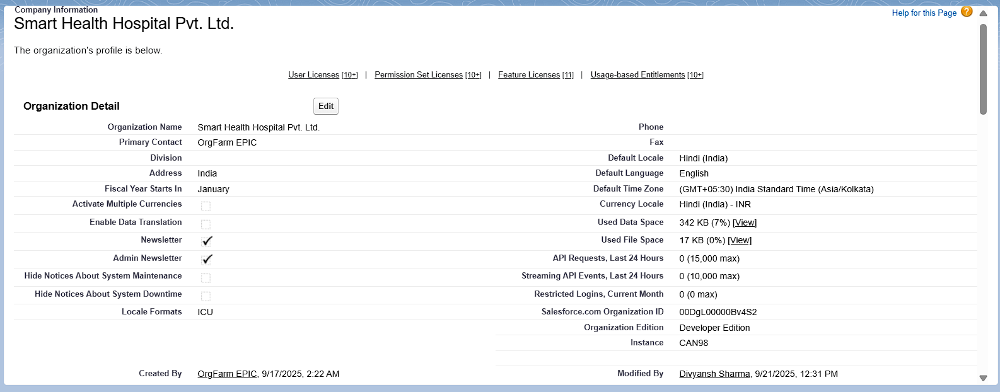 Company Information
Smart Health Hospital Pvt. Ltd.
Help for this Page ?
The organization's profile is below.
User Licenses [10+] | Permission Set Licenses [10+] | Feature Licenses [11] | Usage-based Entitlements [10+]
Organization Detail Edit
Organization Name Smart Health Hospital Pvt. Ltd. Phone
Primary Contact OrgFarm EPIC Fax
Division Default Locale Hindi (India)
Address India Default Language English
Fiscal Year Starts In January Default Time Zone (GMT+05:30) India Standard Time (Asia/Kolkata)
Activate Multiple Currencies Currency Locale Hindi (India) - INR
Enable Data Translation Used Data Space 342 KB (7%) [View]
Newsletter Used File Space 17 KB (0%) [View]
Admin Newsletter API Requests, Last 24 Hours 0 (15,000 max)
Hide Notices About System Maintenance Streaming API Events, Last 24 Hours 0 (10,000 max)
Hide Notices About System Downtime Restricted Logins, Current Month 0 (0 max)
Locale Formats ICU Salesforce.com Organization ID 00DgL00000Bv4S2
Organization Edition Developer Edition
Instance CAN98
Created By OrgFarm EPIC, 9/17/2025, 2:22 AM Modified By Divyansh Sharma, 9/21/2025, 12:31 PM